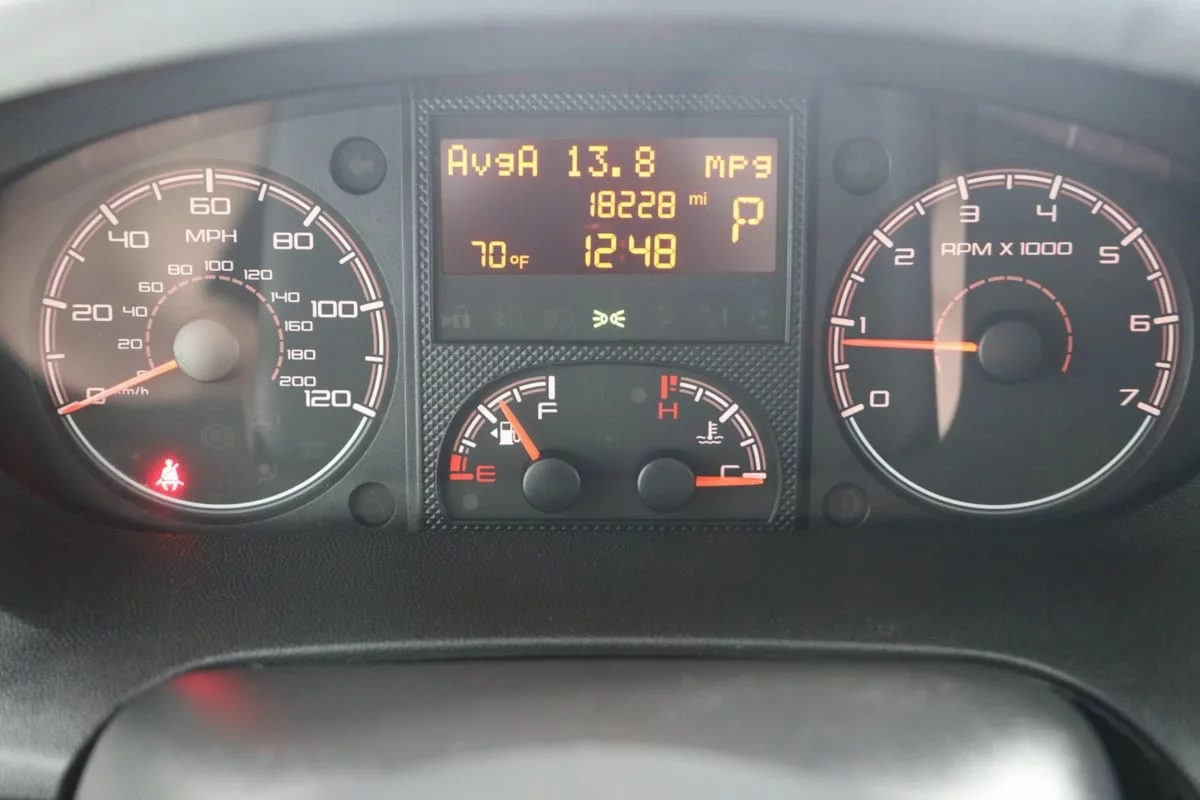 AvgA 13.8 mpg
18228 mi
P
70°F 12:48
0 20 40 60 80 100 120
MPH
20 40 60 80 100 120 140 160 180 200
km/h
E F
H C
0 1 2 3 4 5 6 7
RPM X 1000